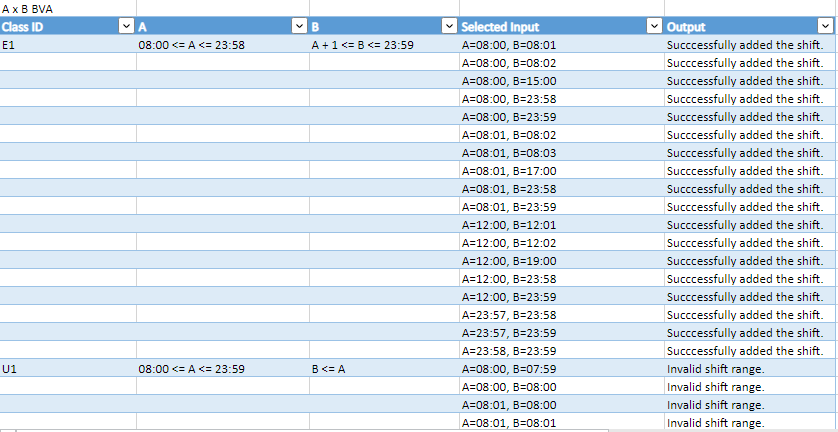 A x B BVA
Class ID A B Selected Input Output
E1 08:00 <= A <= 23:58 A + 1 <= B <= 23:59 A=08:00, B=08:01 Succcessfully added the shift.
A=08:00, B=08:02 Succcessfully added the shift.
A=08:00, B=15:00 Succcessfully added the shift.
A=08:00, B=23:58 Succcessfully added the shift.
A=08:00, B=23:59 Succcessfully added the shift.
A=08:01, B=08:02 Succcessfully added the shift.
A=08:01, B=08:03 Succcessfully added the shift.
A=08:01, B=17:00 Succcessfully added the shift.
A=08:01, B=23:58 Succcessfully added the shift.
A=08:01, B=23:59 Succcessfully added the shift.
A=12:00, B=12:01 Succcessfully added the shift.
A=12:00, B=12:02 Succcessfully added the shift.
A=12:00, B=19:00 Succcessfully added the shift.
A=12:00, B=23:58 Succcessfully added the shift.
A=12:00, B=23:59 Succcessfully added the shift.
A=23:57, B=23:58 Succcessfully added the shift.
A=23:57, B=23:59 Succcessfully added the shift.
A=23:58, B=23:59 Succcessfully added the shift.
U1 08:00 <= A <= 23:59 B <= A A=08:00, B=07:59 Invalid shift range.
A=08:00, B=08:00 Invalid shift range.
A=08:01, B=08:00 Invalid shift range.
A=08:01, B=08:01 Invalid shift range.